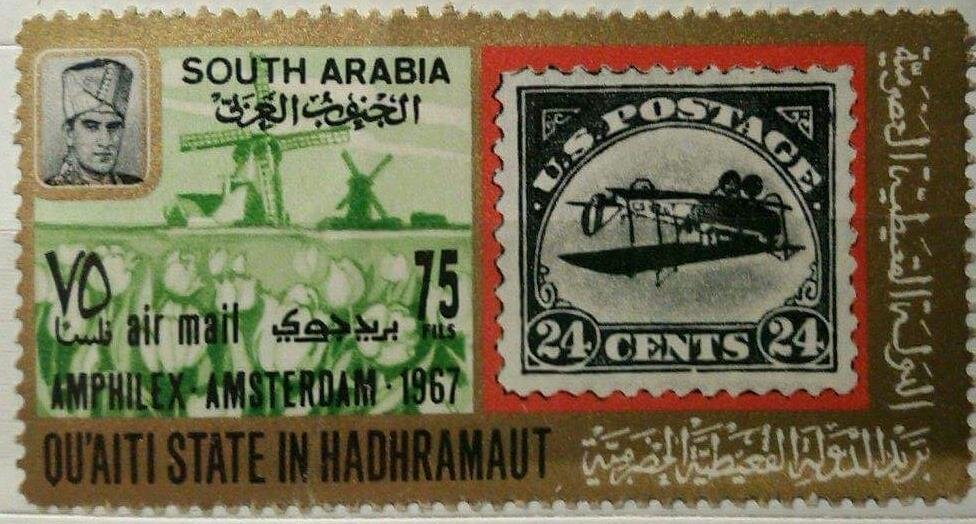 SOUTH ARABIA
الجنوب العربي
٧٥ فلسا
air mail
بريد جوي
75 FILS
AMPHILEX · AMSTERDAM · 1967
U.S. POSTAGE
24 CENTS 24
الدولة القعيطية الحضرمية
QU'AITI STATE IN HADHRAMAUT
بريد الدولة القعيطية الحضرمية